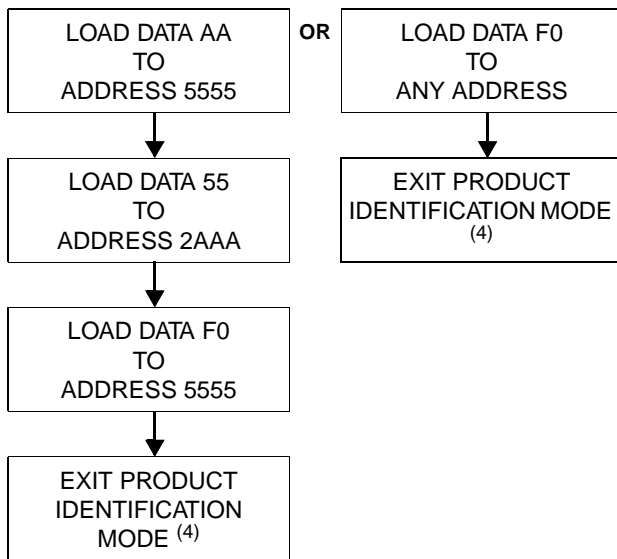 LOAD DATA AA
TO
ADDRESS 5555
LOAD DATA 55
TO
ADDRESS 2AAA
LOAD DATA F0
TO
ADDRESS 5555
EXIT PRODUCT
IDENTIFICATION
MODE (4)
OR
LOAD DATA F0
TO
ANY ADDRESS
EXIT PRODUCT
IDENTIFICATION MODE
(4)